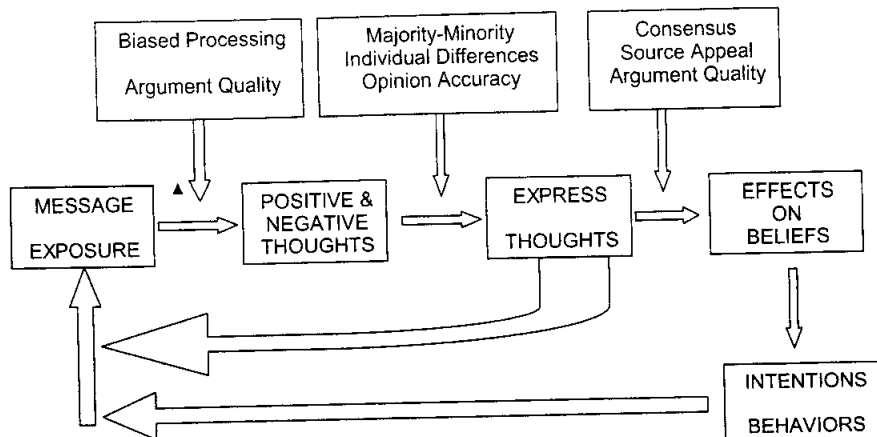 Biased Processing
Argument Quality
Majority-Minority
Individual Differences
Opinion Accuracy
Consensus
Source Appeal
Argument Quality
MESSAGE
EXPOSURE
POSITIVE &
NEGATIVE
THOUGHTS
EXPRESS
THOUGHTS
EFFECTS
ON
BELIEFS
INTENTIONS
BEHAVIORS